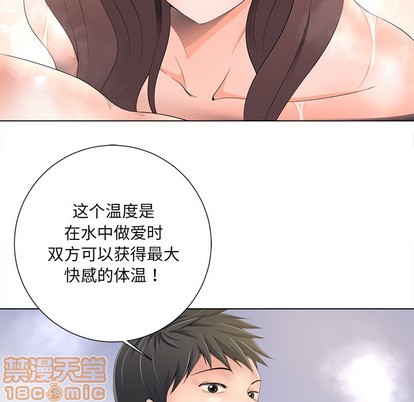 这个温度是
在水中做爱时
双方可以获得最大
快感的体温！
禁漫天堂
18comic